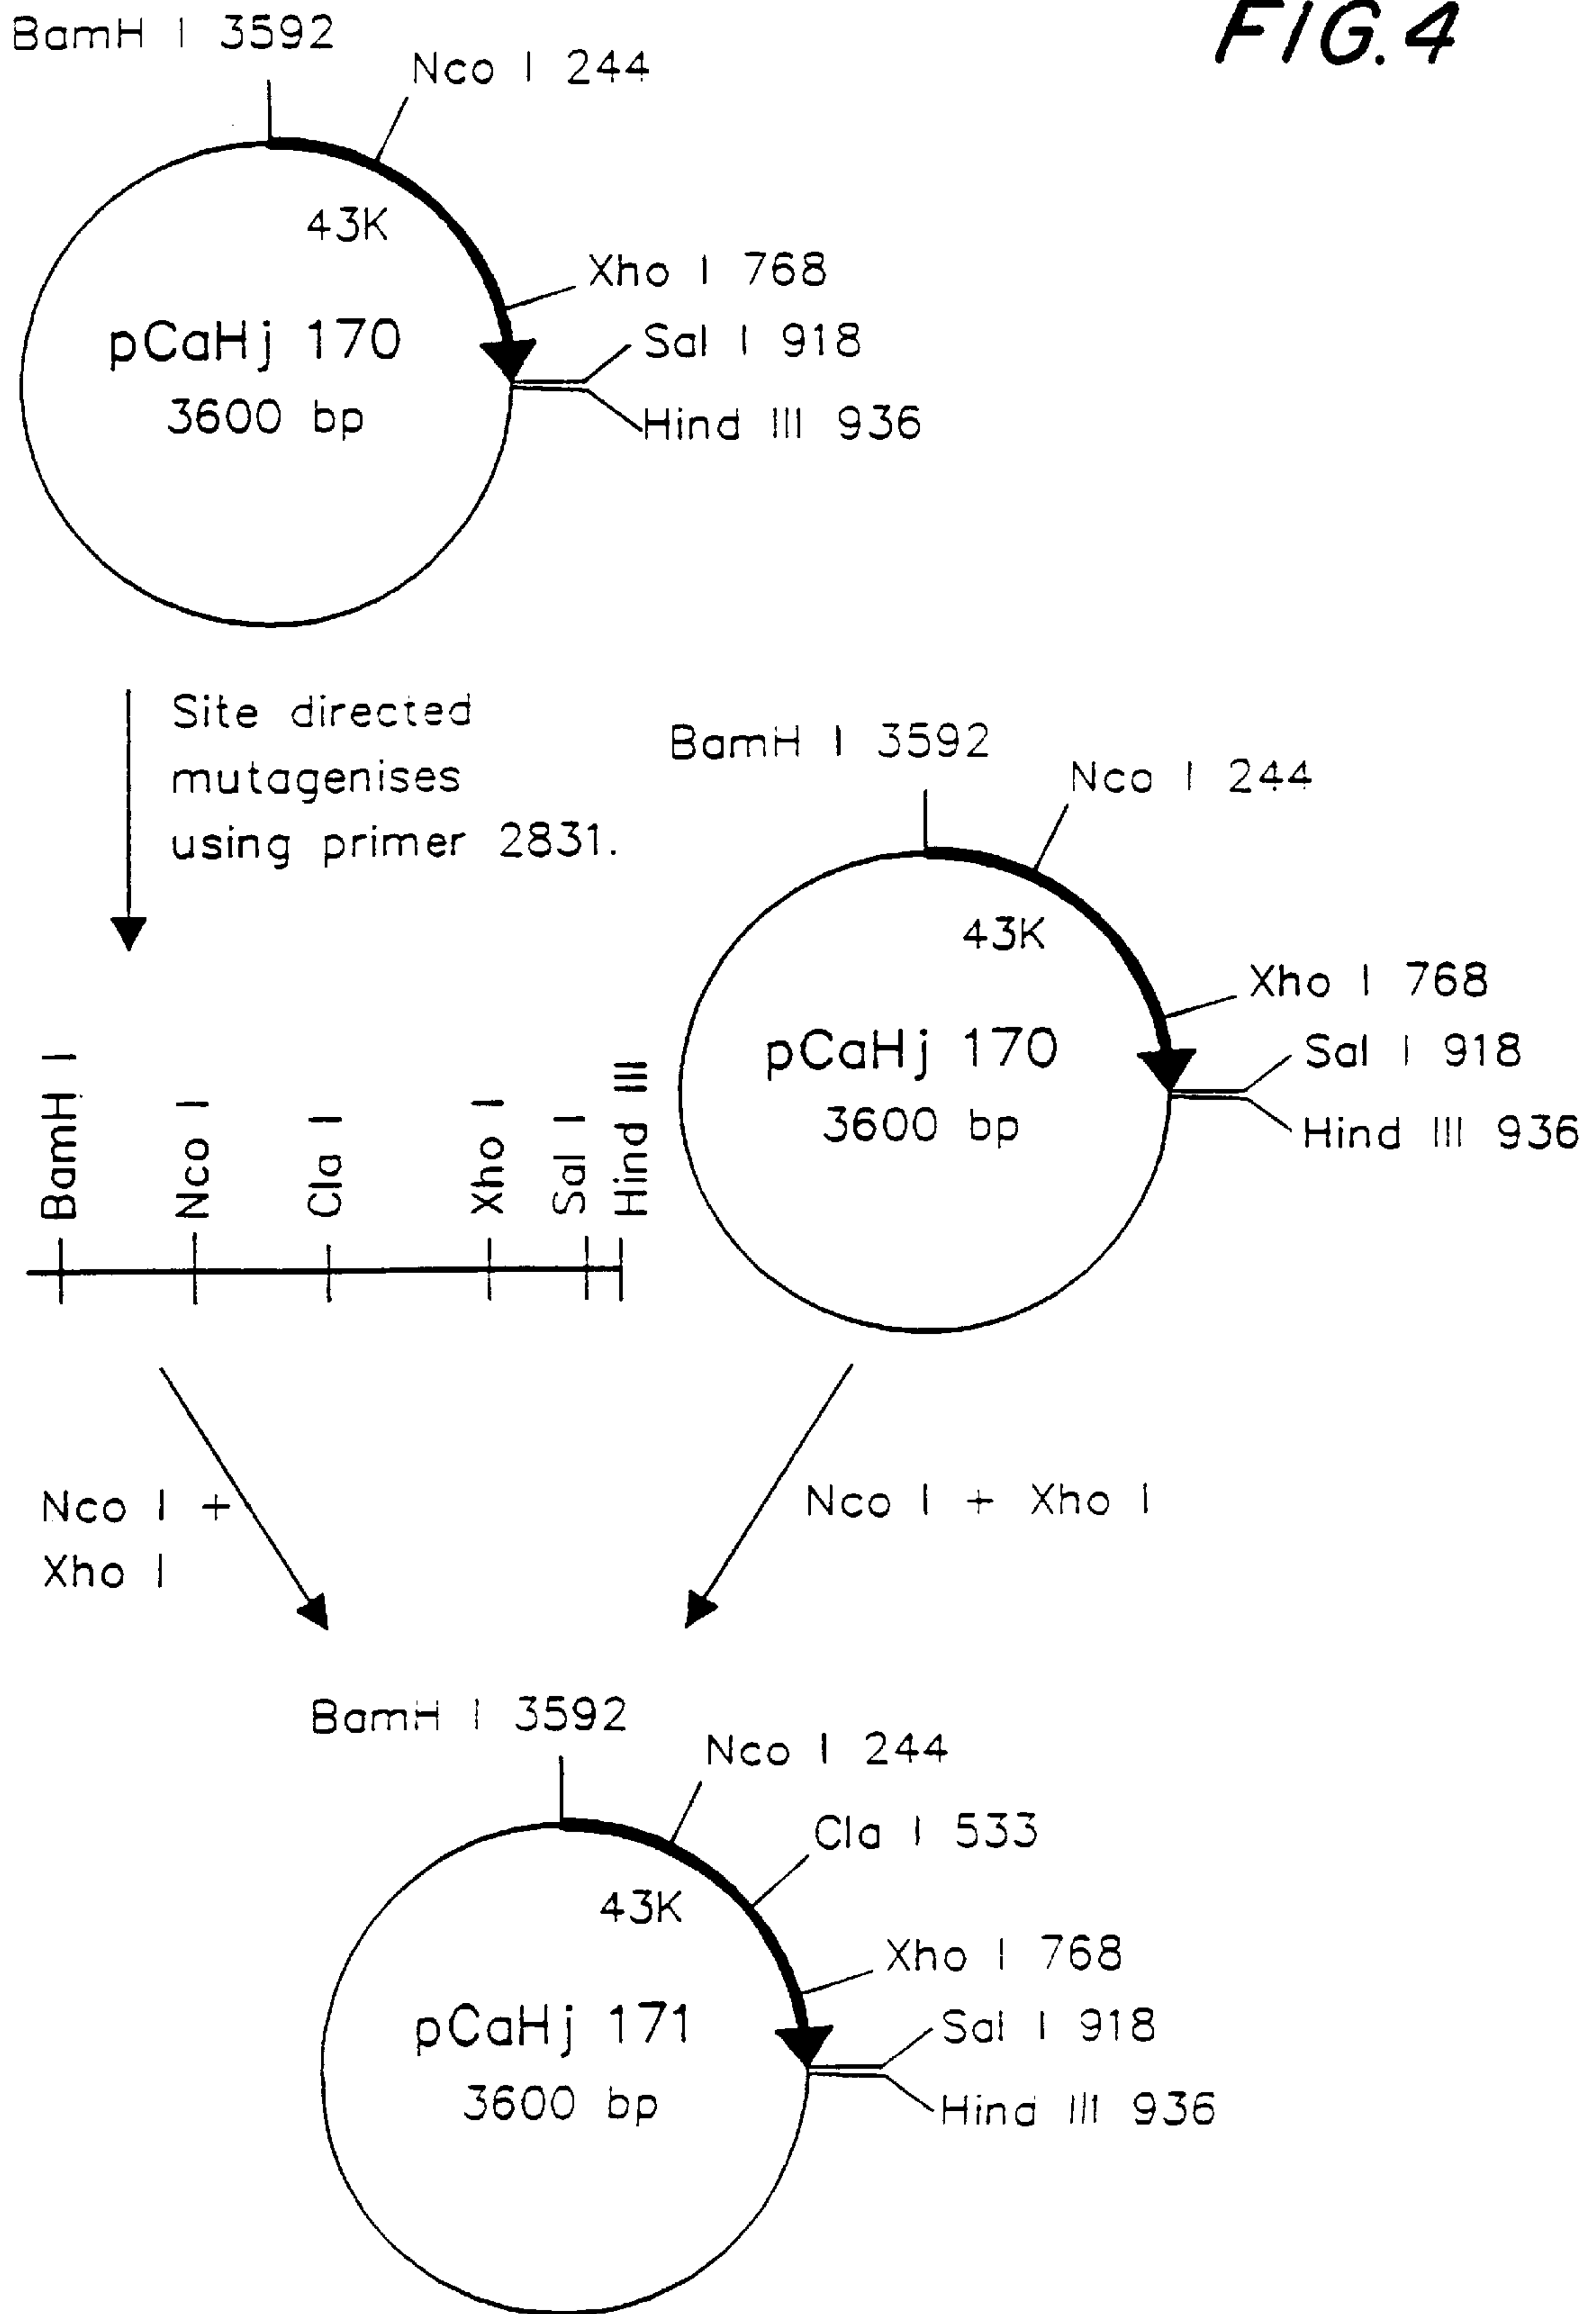 FIG.4
BamH I 3592
Nco I 244
43K
Xho I 768
pCaHj 170
3600 bp
Sal I 918
Hind III 936
Site directed
mutagenises
using primer 2831.
BamH I 3592
Nco I 244
43K
Xho I 768
pCaHj 170
3600 bp
Sal I 918
Hind III 936
BamH I
Nco I
Cla I
Xho I
Sal I
Hind III
Nco I +
Xho I
Nco I + Xho I
BamH I 3592
Nco I 244
Cla I 533
43K
Xho I 768
pCaHj 171
3600 bp
Sal I 918
Hind III 936